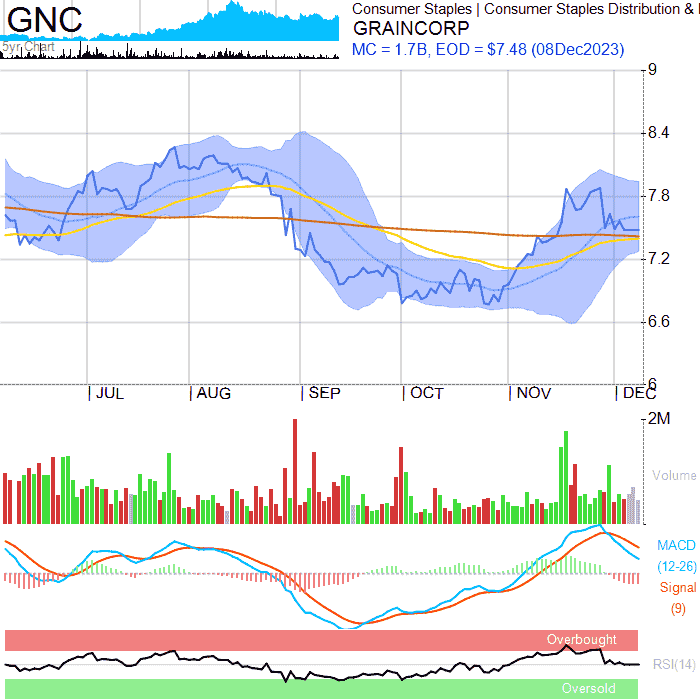 GNC
5yr Chart
Consumer Staples | Consumer Staples Distribution &
GRAINCORP
MC = 1.7B, EOD = $7.48 (08Dec2023)
9
8.4
7.8
7.2
6.6
6
JUL AUG SEP OCT NOV DEC
2M
Volume
MACD
(12-26)
Signal
(9)
Overbought
RSI(14)
Oversold